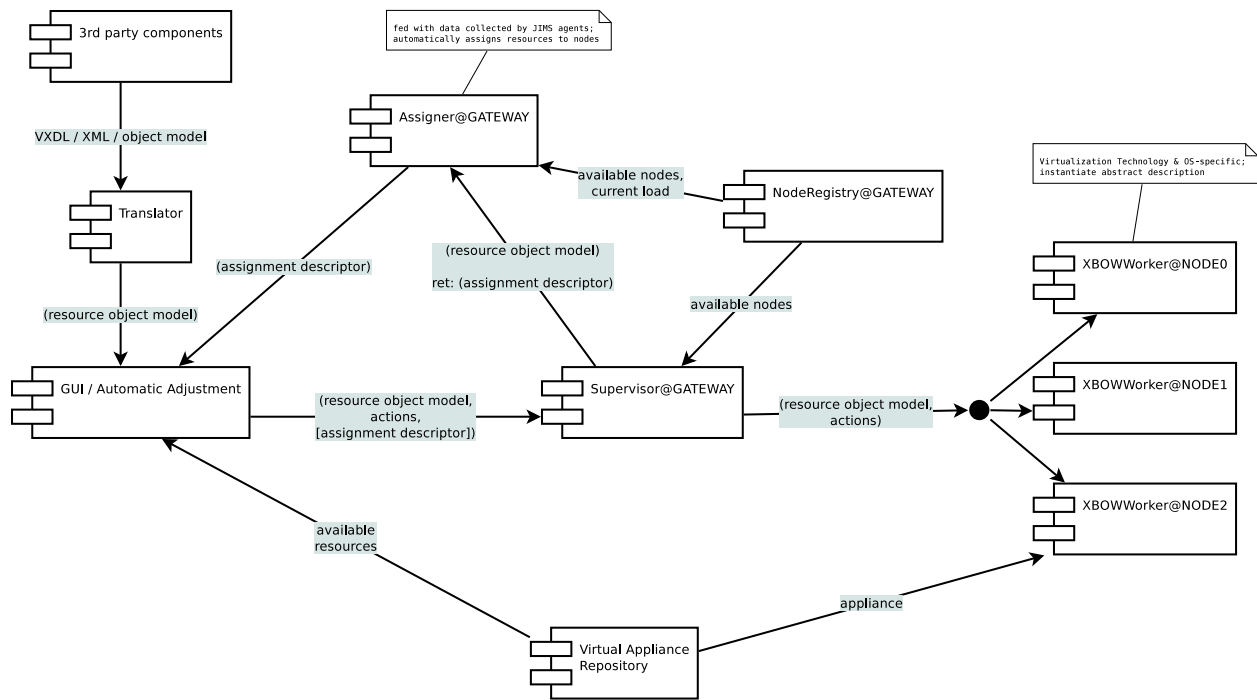 3rd party components
fed with data collected by JIMS agents;
automatically assigns resources to nodes
Assigner@GATEWAY
VXDL / XML / object model
Virtualization Technology & OS-specific;
instantiate abstract description
available nodes,
current load
NodeRegistry@GATEWAY
Translator
(resource object model)
ret: (assignment descriptor)
(assignment descriptor)
XBOWWorker@NODE0
available nodes
(resource object model)
GUI / Automatic Adjustment
Supervisor@GATEWAY
XBOWWorker@NODE1
(resource object model,
actions,
[assignment descriptor])
(resource object model,
actions)
XBOWWorker@NODE2
available
resources
appliance
Virtual Appliance
Repository